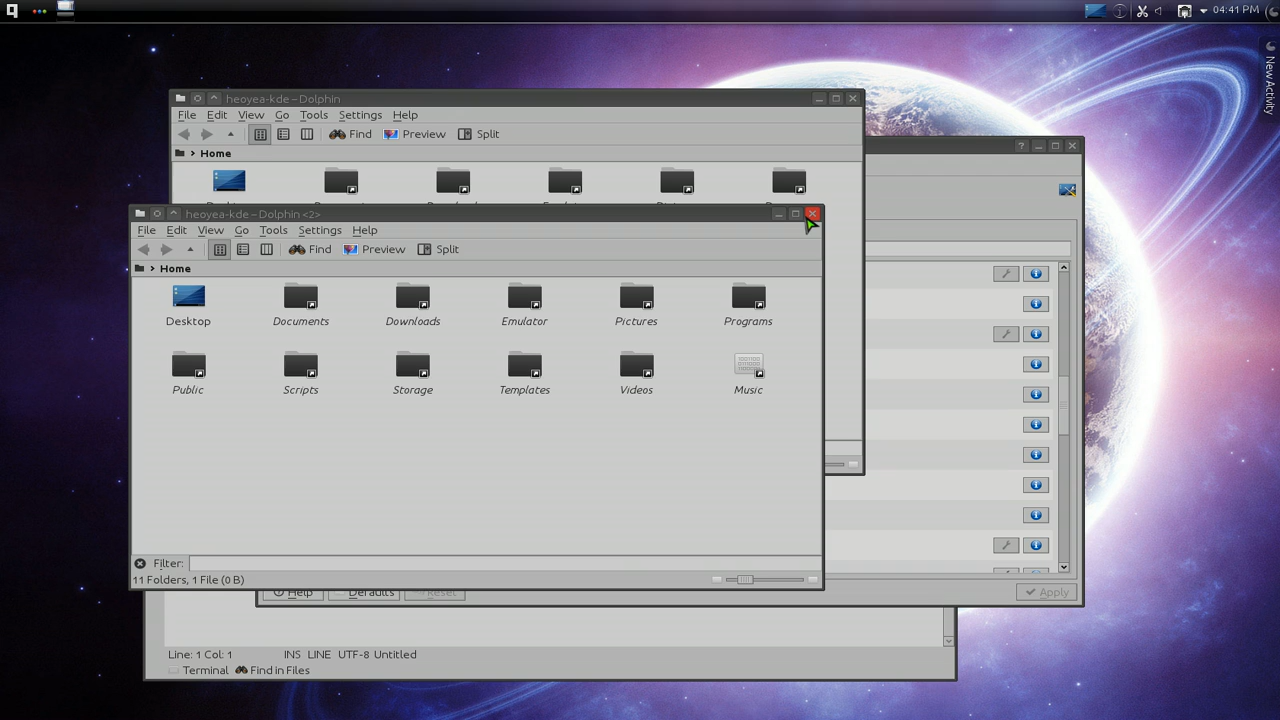 04:41 PM
New Activity
heoyea-kde – Dolphin
File Edit View Go Tools Settings Help
Find Preview Split
> Home
heoyea-kde – Dolphin <2>
File Edit View Go Tools Settings Help
Find Preview Split
> Home
Desktop Documents Downloads Emulator Pictures Programs
Public Scripts Storage Templates Videos Music
Filter:
11 Folders, 1 File (0 B)
Help Defaults Reset Apply
Line: 1 Col: 1 INS LINE UTF-8 Untitled
Terminal Find in Files